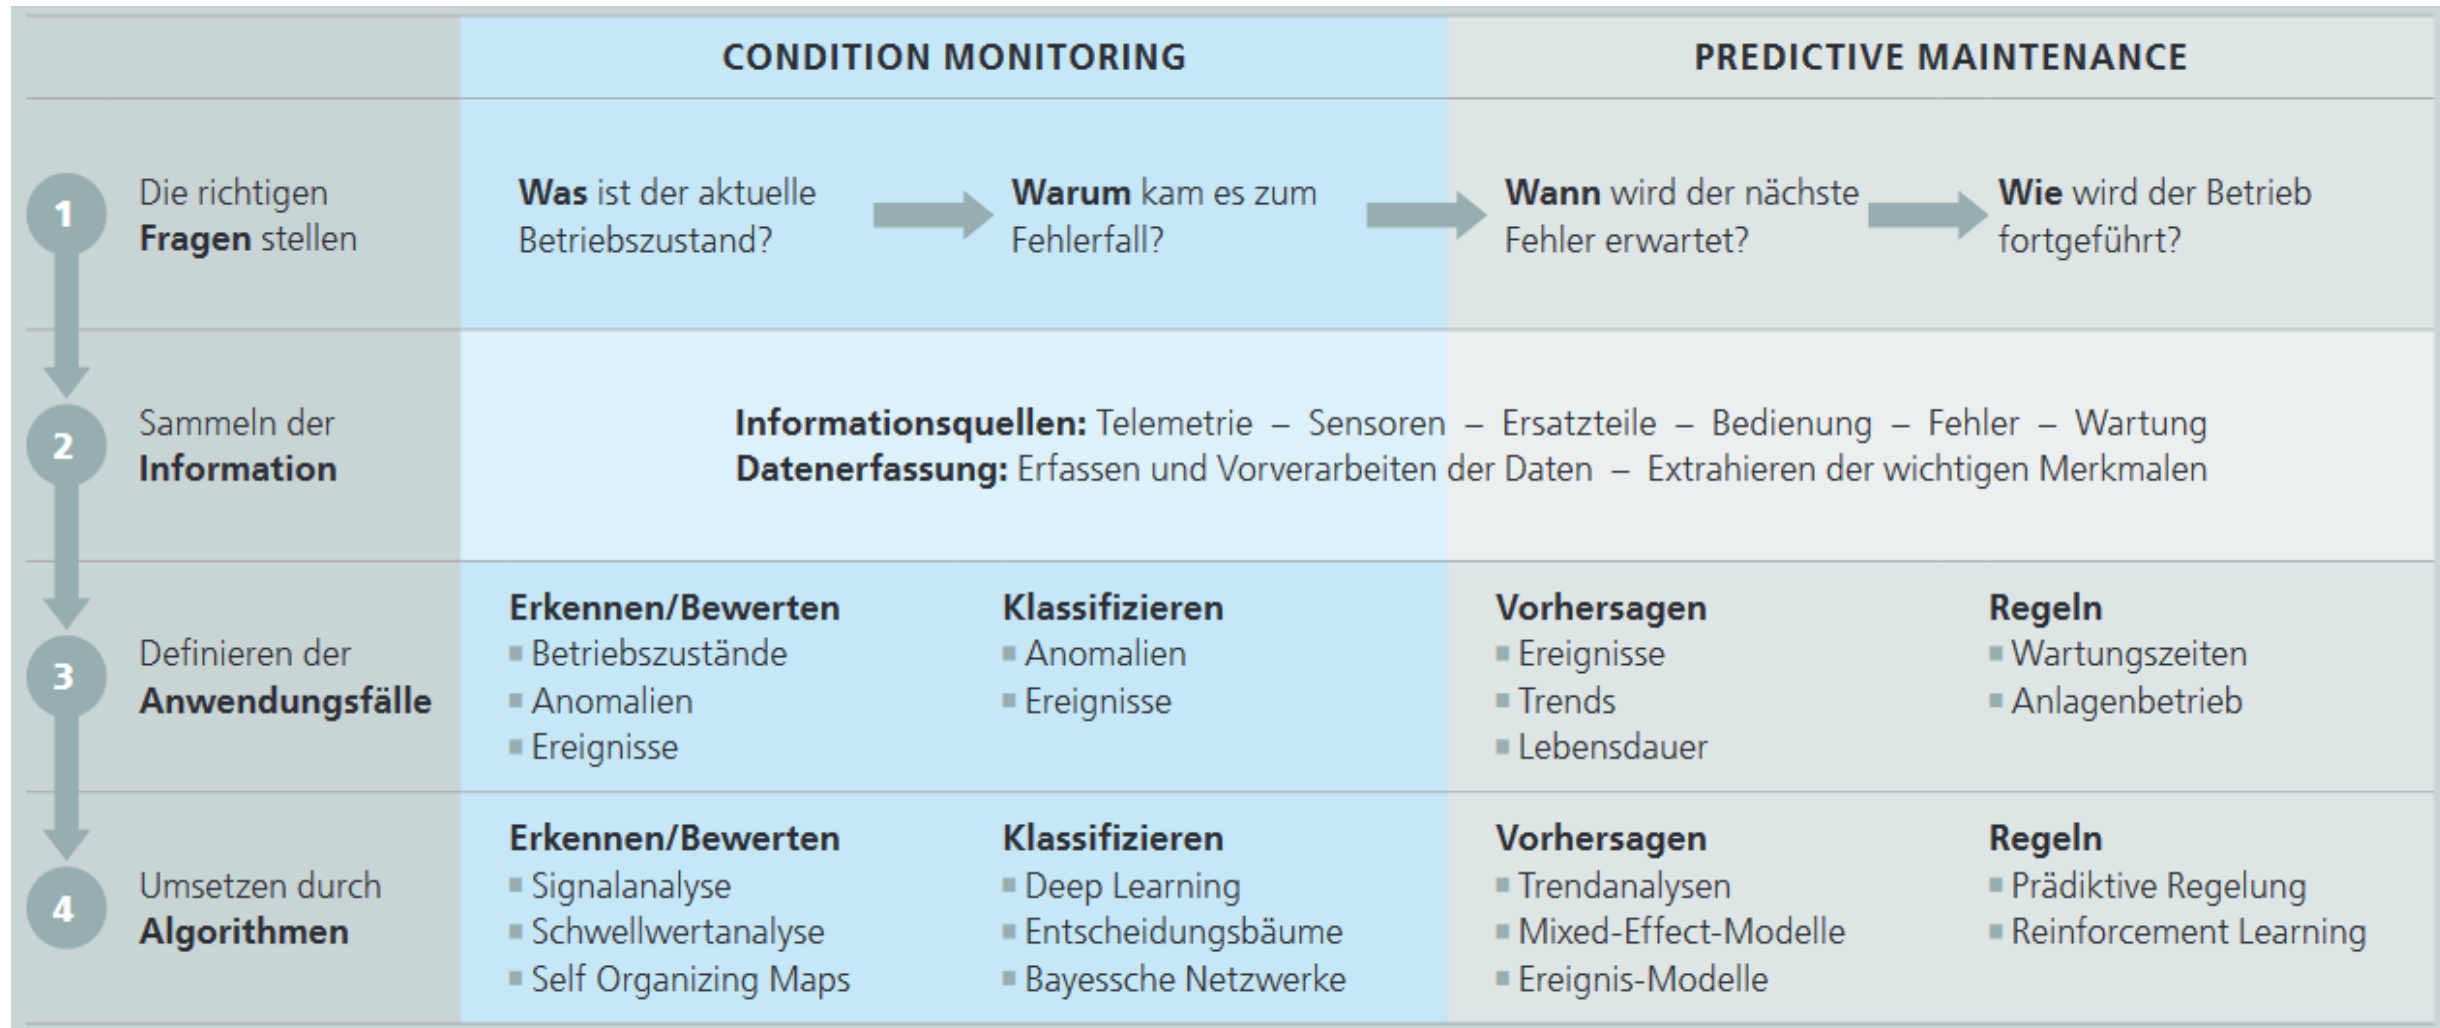 CONDITION MONITORING
PREDICTIVE MAINTENANCE
1
Die richtigen
Fragen stellen
Was ist der aktuelle
Betriebszustand?
Warum kam es zum
Fehlerfall?
Wann wird der nächste
Fehler erwartet?
Wie wird der Betrieb
fortgeführt?
2
Sammeln der
Information
Informationsquellen: Telemetrie – Sensoren – Ersatzteile – Bedienung – Fehler – Wartung
Datenerfassung: Erfassen und Vorverarbeiten der Daten – Extrahieren der wichtigen Merkmalen
3
Definieren der
Anwendungsfälle
Erkennen/Bewerten
Betriebszustände
Anomalien
Ereignisse
Klassifizieren
Anomalien
Ereignisse
Vorhersagen
Ereignisse
Trends
Lebensdauer
Regeln
Wartungszeiten
Anlagenbetrieb
4
Umsetzen durch
Algorithmen
Erkennen/Bewerten
Signalanalyse
Schwellwertanalyse
Self Organizing Maps
Klassifizieren
Deep Learning
Entscheidungsbäume
Bayessche Netzwerke
Vorhersagen
Trendanalysen
Mixed-Effect-Modelle
Ereignis-Modelle
Regeln
Prädiktive Regelung
Reinforcement Learning